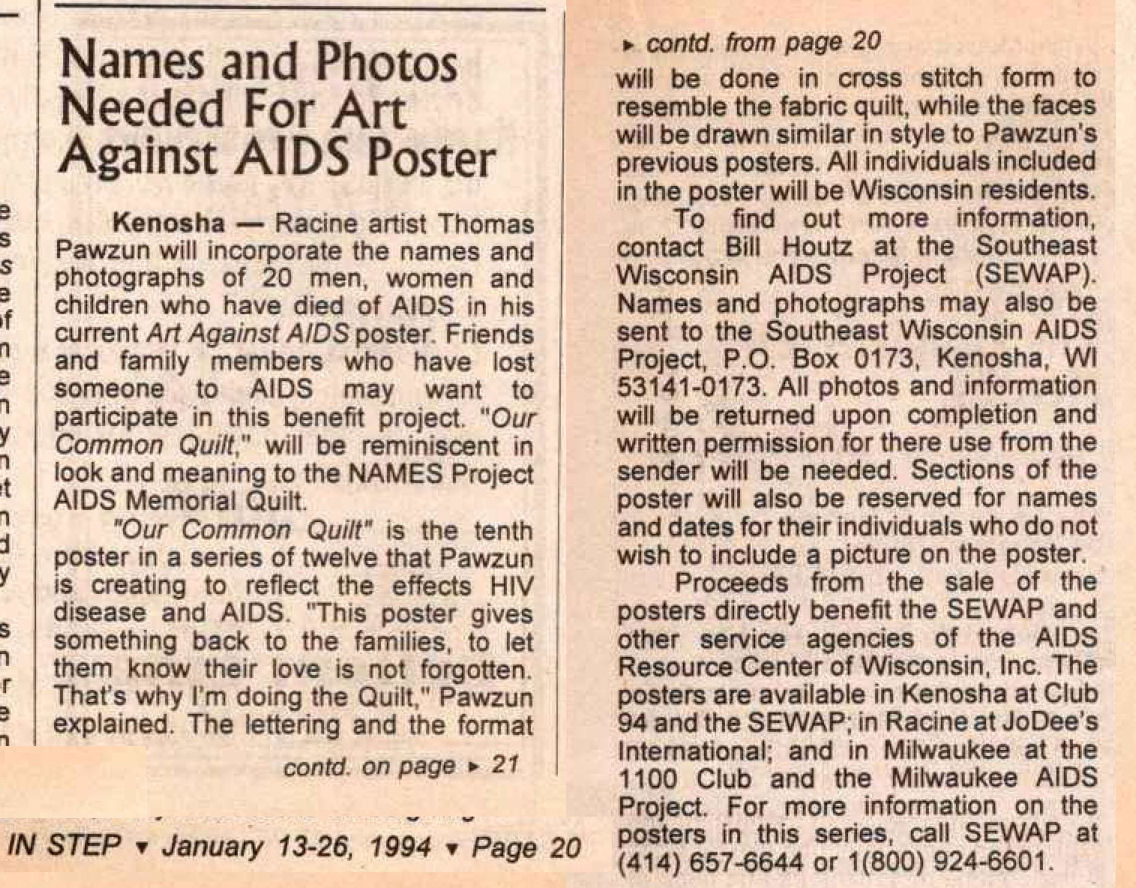 Names and Photos
Needed For Art
Against AIDS Poster
Kenosha — Racine artist Thomas
Pawzun will incorporate the names and
photographs of 20 men, women and
children who have died of AIDS in his
current Art Against AIDS poster. Friends
and family members who have lost
someone to AIDS may want to
participate in this benefit project. "Our
Common Quilt," will be reminiscent in
look and meaning to the NAMES Project
AIDS Memorial Quilt.
"Our Common Quilt" is the tenth
poster in a series of twelve that Pawzun
is creating to reflect the effects HIV
disease and AIDS. "This poster gives
something back to the families, to let
them know their love is not forgotten.
That's why I'm doing the Quilt," Pawzun
explained. The lettering and the format
contd. on page ▸ 21
IN STEP ▾ January 13-26, 1994 ▾ Page 20
▸ contd. from page 20
will be done in cross stitch form to
resemble the fabric quilt, while the faces
will be drawn similar in style to Pawzun's
previous posters. All individuals included
in the poster will be Wisconsin residents.
To find out more information,
contact Bill Houtz at the Southeast
Wisconsin AIDS Project (SEWAP).
Names and photographs may also be
sent to the Southeast Wisconsin AIDS
Project, P.O. Box 0173, Kenosha, WI
53141-0173. All photos and information
will be returned upon completion and
written permission for there use from the
sender will be needed. Sections of the
poster will also be reserved for names
and dates for their individuals who do not
wish to include a picture on the poster.
Proceeds from the sale of the
posters directly benefit the SEWAP and
other service agencies of the AIDS
Resource Center of Wisconsin, Inc. The
posters are available in Kenosha at Club
94 and the SEWAP; in Racine at JoDee's
International; and in Milwaukee at the
1100 Club and the Milwaukee AIDS
Project. For more information on the
posters in this series, call SEWAP at
(414) 657-6644 or 1(800) 924-6601.